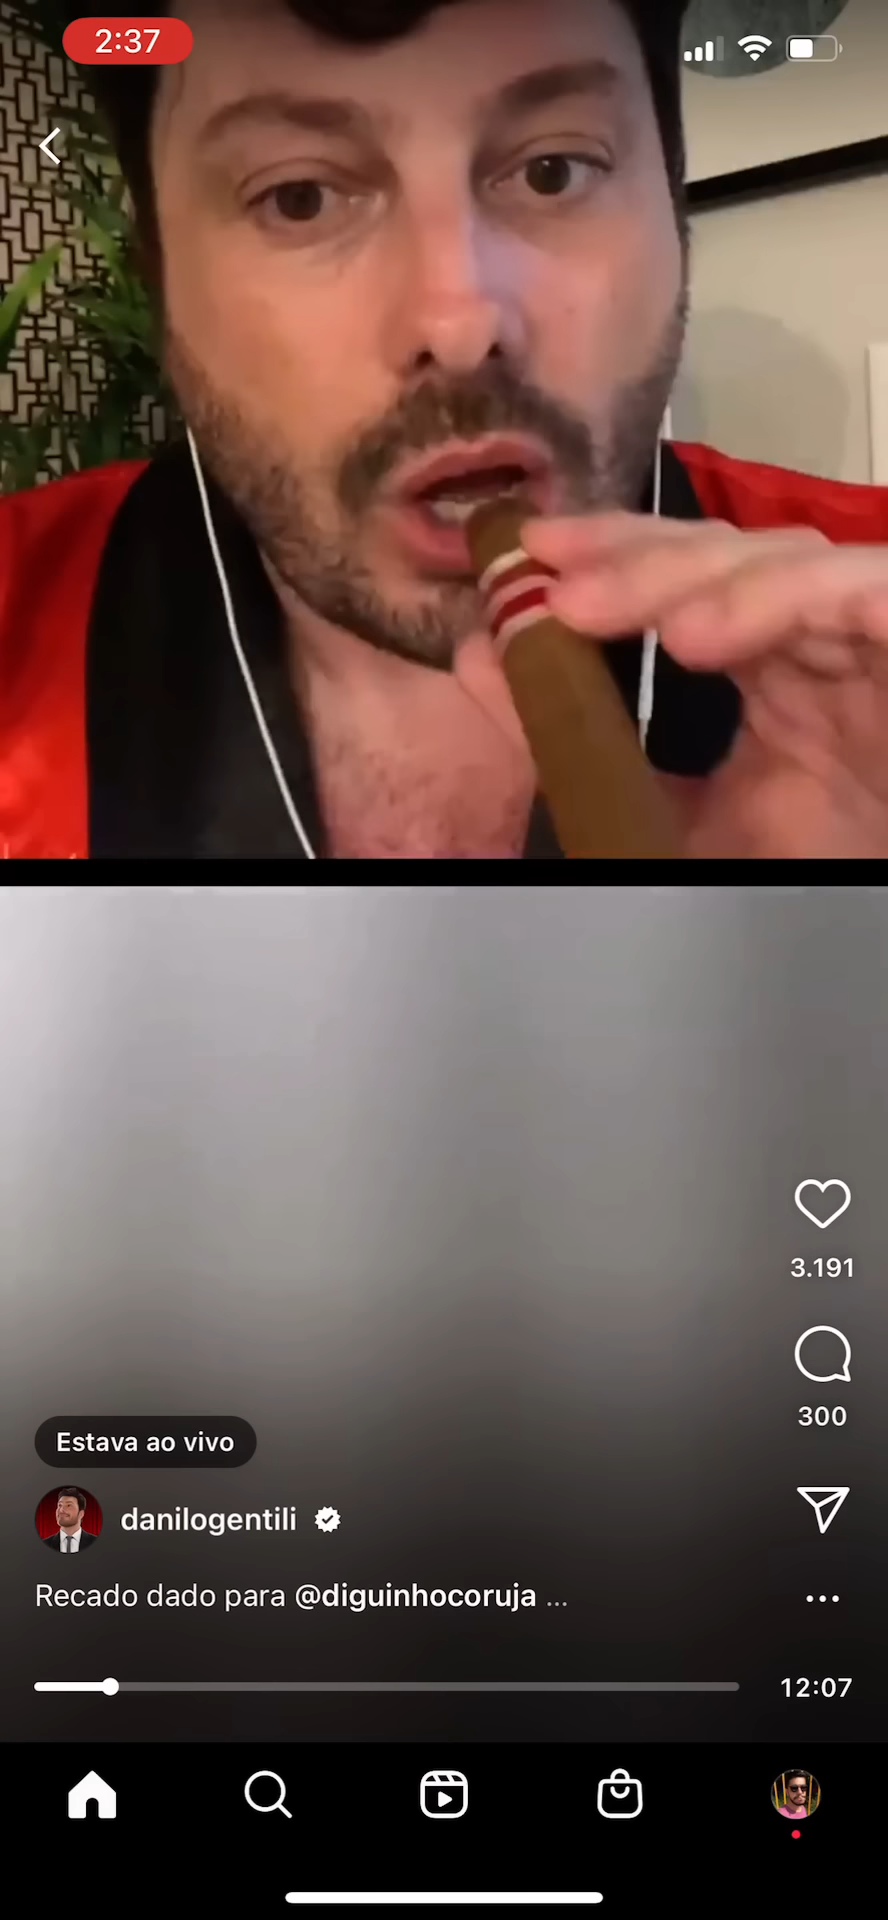 2:37
3.191
300
Estava ao vivo
danilogentili
Recado dado para @diguinhocoruja ...
12:07